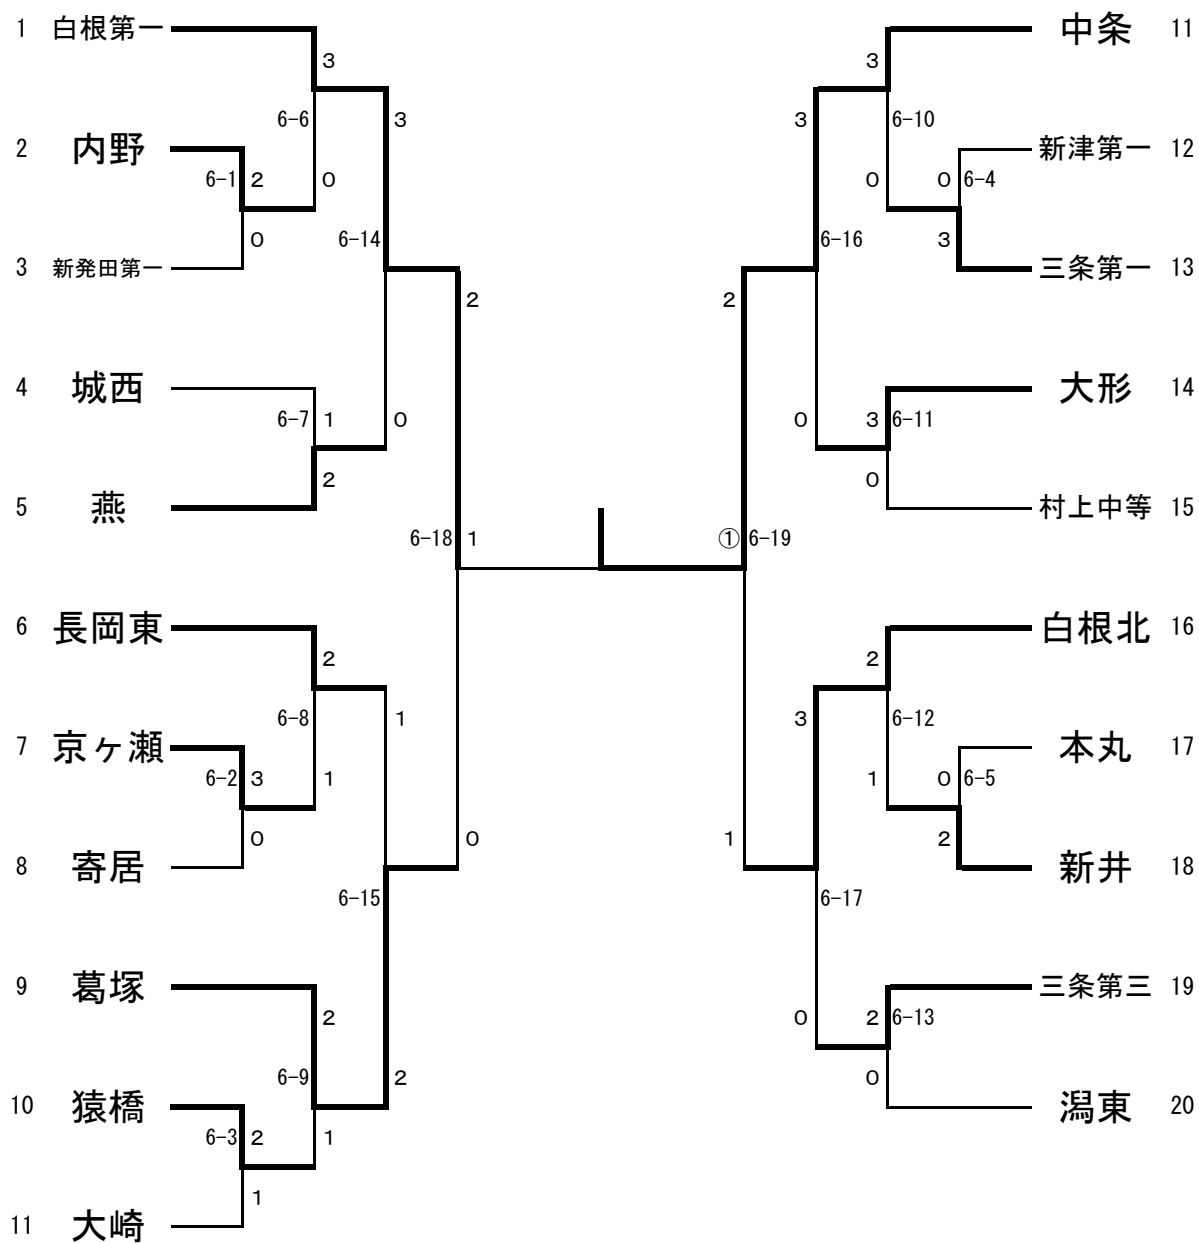 1 白根第一
3
6-6
3
2 内野
6-1 2
0
0
6-14
3 新発田第一
2
4 城西
6-7 1
0
2
5 燕
6-18 1
6 長岡東
2
6-8
1
7 京ヶ瀬
6-2 3
1
0
0
8 寄居
6-15
9 葛塚
2
6-9
2
10 猿橋
6-3 2
1
1
11 大崎
中条 11
3
3
6-10
新津第一 12
0
0 6-4
6-16
3
三条第一 13
2
大形 14
0
3 6-11
0
村上中等 15
① 6-19
白根北 16
2
3
6-12
本丸 17
1
0 6-5
1
2
新井 18
6-17
三条第三 19
0
2 6-13
0
潟東 20